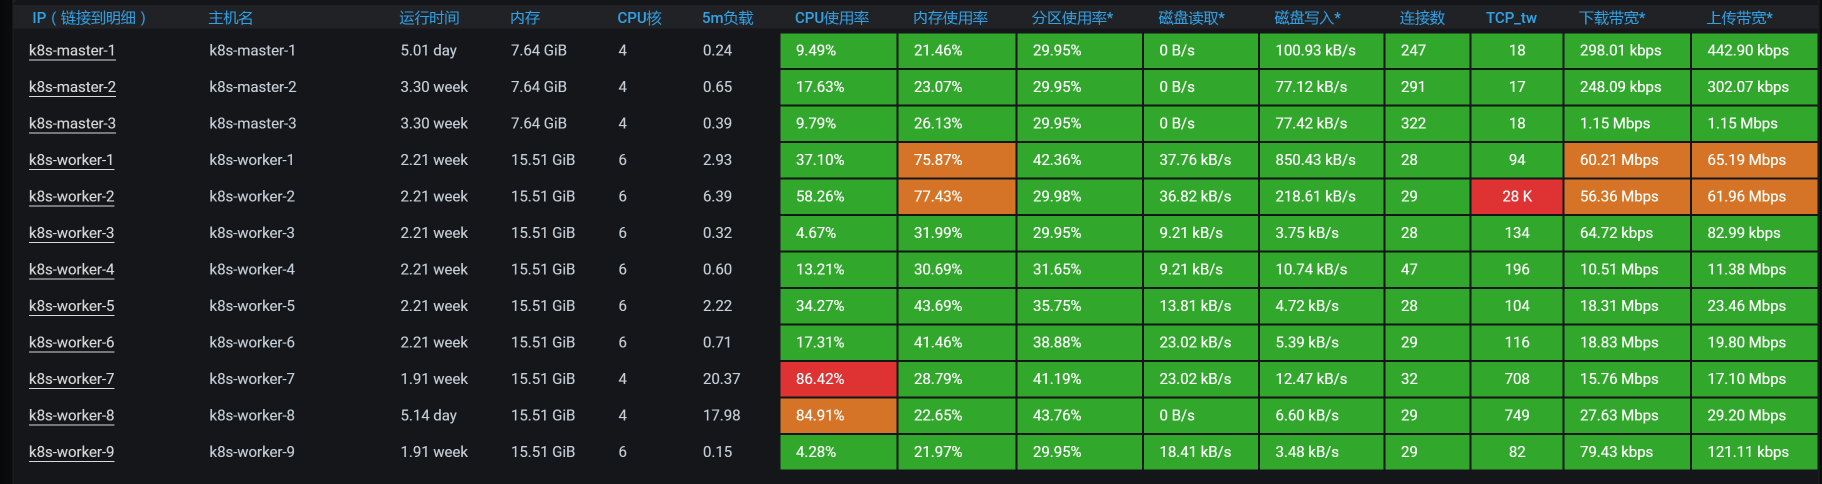 IP（链接到明细） 主机名 运行时间 内存 CPU核 5m负载 CPU使用率 内存使用率 分区使用率* 磁盘读取* 磁盘写入* 连接数 TCP_tw 下载带宽* 上传带宽*
k8s-master-1 k8s-master-1 5.01 day 7.64 GiB 4 0.24 9.49% 21.46% 29.95% 0 B/s 100.93 kB/s 247 18 298.01 kbps 442.90 kbps
k8s-master-2 k8s-master-2 3.30 week 7.64 GiB 4 0.65 17.63% 23.07% 29.95% 0 B/s 77.12 kB/s 291 17 248.09 kbps 302.07 kbps
k8s-master-3 k8s-master-3 3.30 week 7.64 GiB 4 0.39 9.79% 26.13% 29.95% 0 B/s 77.42 kB/s 322 18 1.15 Mbps 1.15 Mbps
k8s-worker-1 k8s-worker-1 2.21 week 15.51 GiB 6 2.93 37.10% 75.87% 42.36% 37.76 kB/s 850.43 kB/s 28 94 60.21 Mbps 65.19 Mbps
k8s-worker-2 k8s-worker-2 2.21 week 15.51 GiB 6 6.39 58.26% 77.43% 29.98% 36.82 kB/s 218.61 kB/s 29 28 K 56.36 Mbps 61.96 Mbps
k8s-worker-3 k8s-worker-3 2.21 week 15.51 GiB 6 0.32 4.67% 31.99% 29.95% 9.21 kB/s 3.75 kB/s 28 134 64.72 kbps 82.99 kbps
k8s-worker-4 k8s-worker-4 2.21 week 15.51 GiB 6 0.60 13.21% 30.69% 31.65% 9.21 kB/s 10.74 kB/s 47 196 10.51 Mbps 11.38 Mbps
k8s-worker-5 k8s-worker-5 2.21 week 15.51 GiB 6 2.22 34.27% 43.69% 35.75% 13.81 kB/s 4.72 kB/s 28 104 18.31 Mbps 23.46 Mbps
k8s-worker-6 k8s-worker-6 2.21 week 15.51 GiB 6 0.71 17.31% 41.46% 38.88% 23.02 kB/s 5.39 kB/s 29 116 18.83 Mbps 19.80 Mbps
k8s-worker-7 k8s-worker-7 1.91 week 15.51 GiB 4 20.37 86.42% 28.79% 41.19% 23.02 kB/s 12.47 kB/s 32 708 15.76 Mbps 17.10 Mbps
k8s-worker-8 k8s-worker-8 5.14 day 15.51 GiB 4 17.98 84.91% 22.65% 43.76% 0 B/s 6.60 kB/s 29 749 27.63 Mbps 29.20 Mbps
k8s-worker-9 k8s-worker-9 1.91 week 15.51 GiB 6 0.15 4.28% 21.97% 29.95% 18.41 kB/s 3.48 kB/s 29 82 79.43 kbps 121.11 kbps